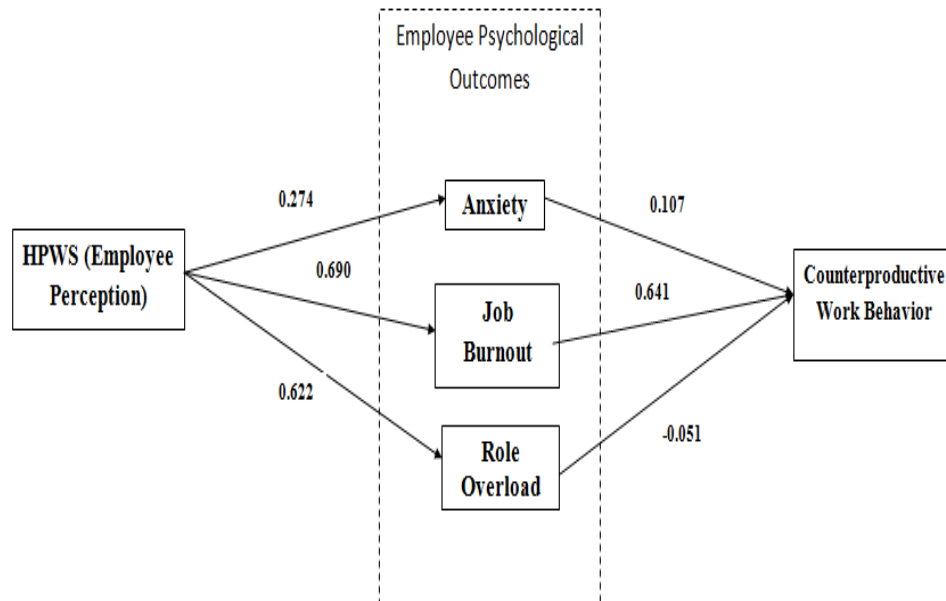 Employee Psychological
Outcomes
0.274
Anxiety
0.107
HPWS (Employee
Perception)
0.690
Job
Burnout
0.641
Counterproductive
Work Behavior
0.622
Role
Overload
-0.051